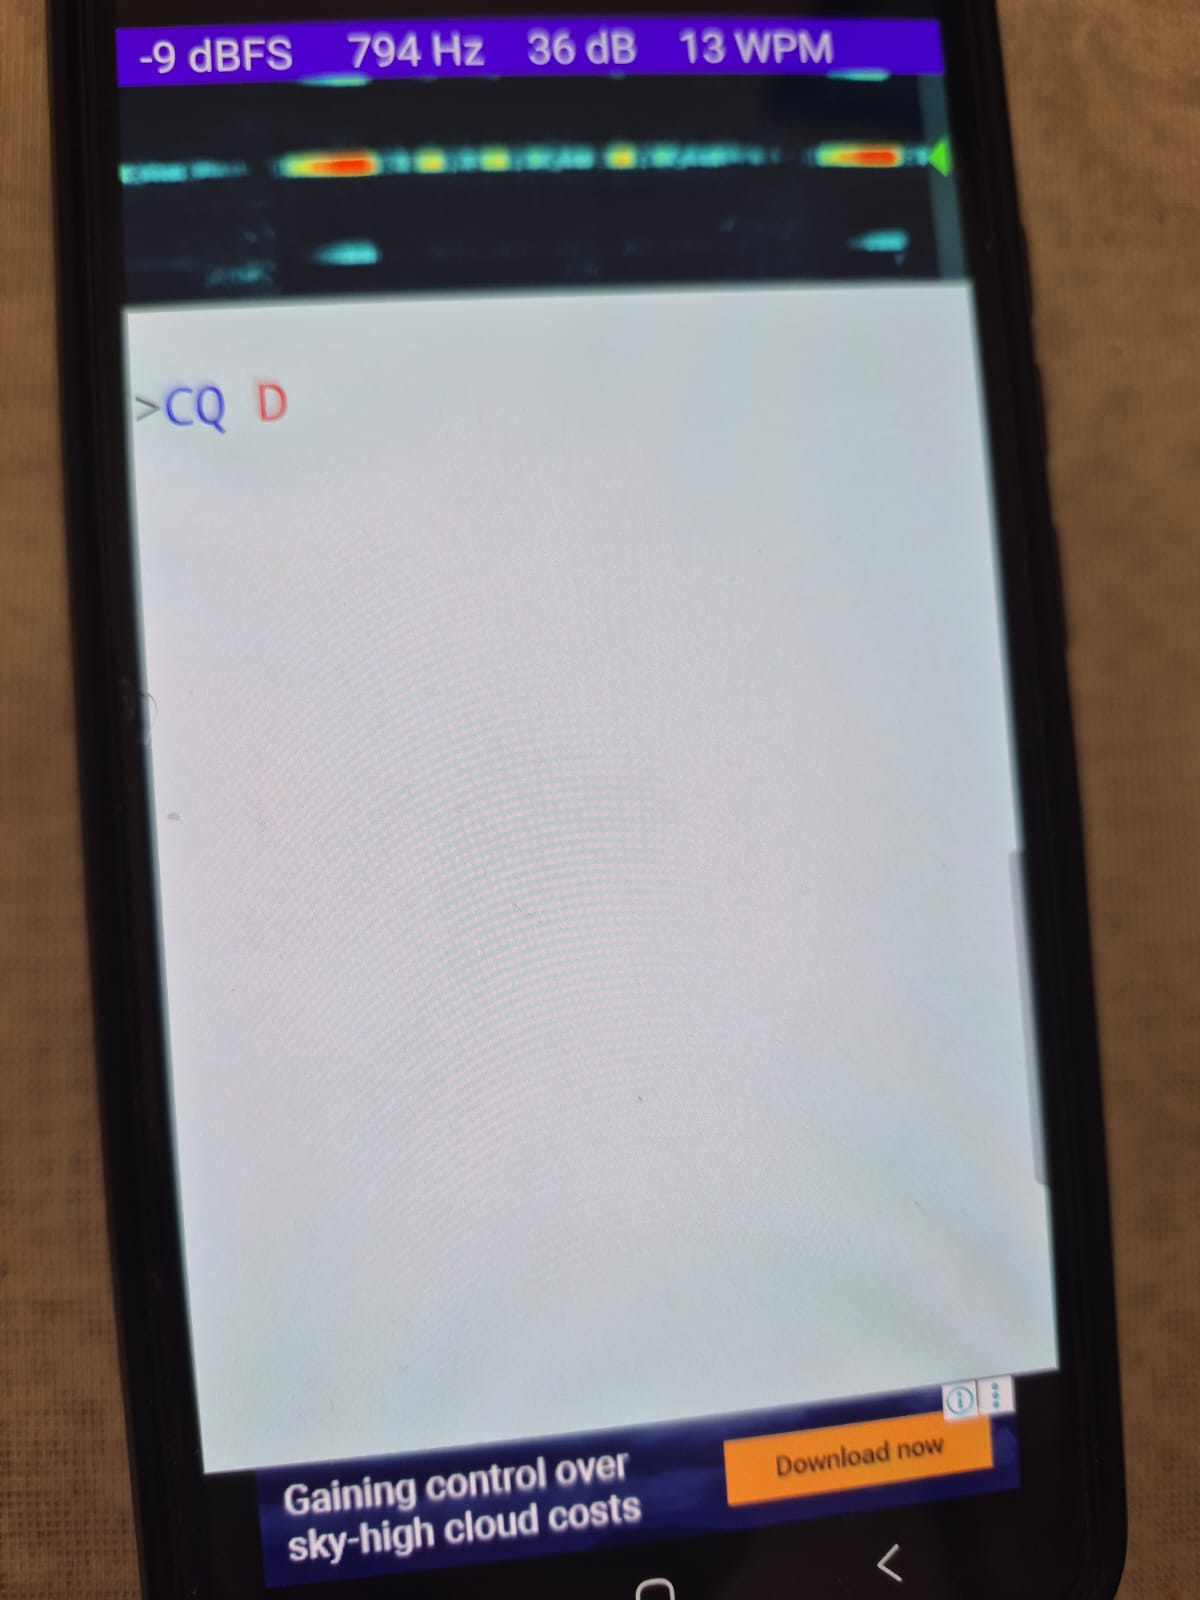 -9 dBFS 794 Hz 36 dB 13 WPM
>CQ D
Gaining control over
sky-high cloud costs
Download now